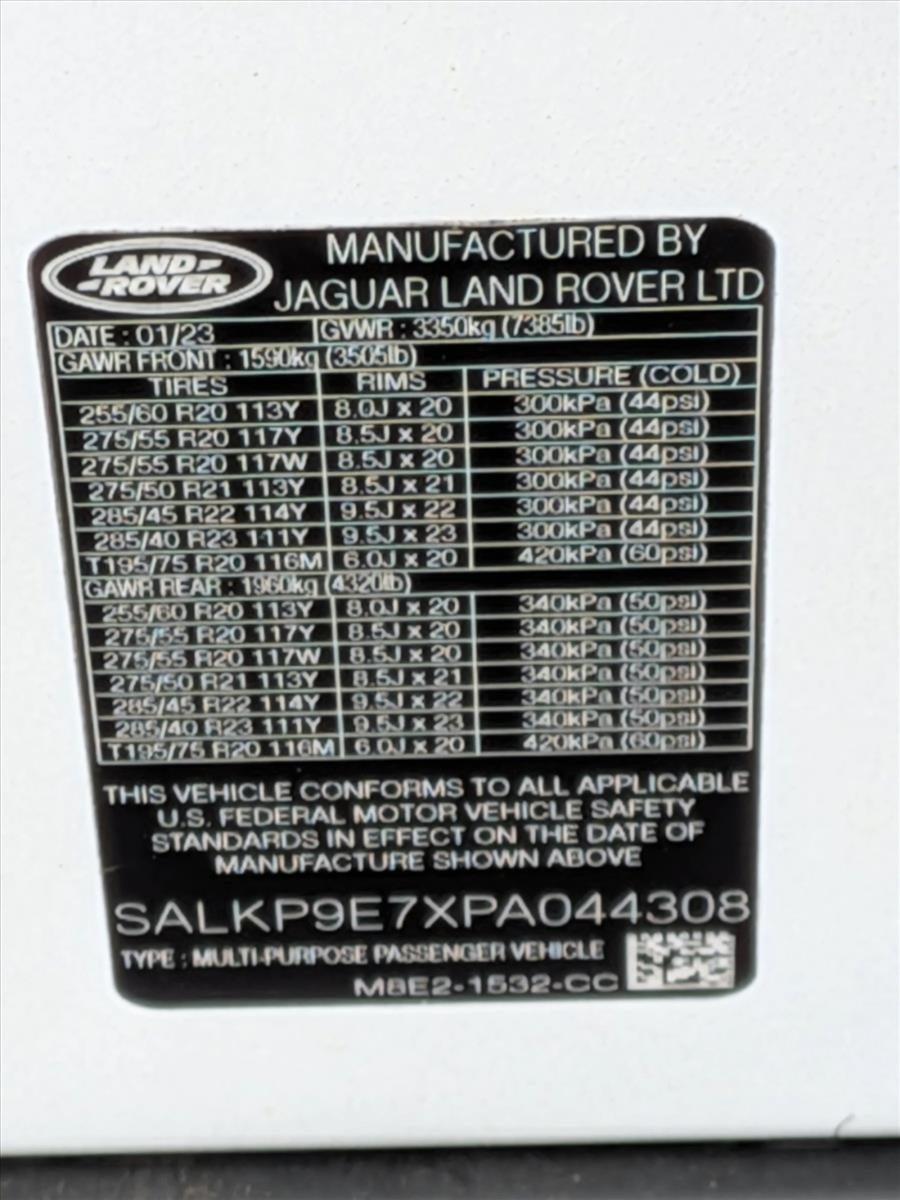 LAND-
-ROVER
MANUFACTURED BY
JAGUAR LAND ROVER LTD
DATE : 01/23 GVWR : 3350kg (7385lb)
GAWR FRONT : 1590kg (3505lb)
TIRES RIMS PRESSURE (COLD)
255/60 R20 113Y 8.0J x 20 300kPa (44psi)
275/55 R20 117Y 8.5J x 20 300kPa (44psi)
275/55 R20 117W 8.5J x 20 300kPa (44psi)
275/50 R21 113Y 8.5J x 21 300kPa (44psi)
285/45 R22 114Y 9.5J x 22 300kPa (44psi)
285/40 R23 111Y 9.5J x 23 300kPa (44psi)
T195/75 R20 116M 6.0J x 20 420kPa (60psi)
GAWR REAR : 1960kg (4320lb)
255/60 R20 113Y 8.0J x 20 340kPa (50psi)
275/55 R20 117Y 8.5J x 20 340kPa (50psi)
275/55 R20 117W 8.5J x 20 340kPa (50psi)
275/50 R21 113Y 8.5J x 21 340kPa (50psi)
285/45 R22 114Y 9.5J x 22 340kPa (50psi)
285/40 R23 111Y 9.5J x 23 340kPa (50psi)
T195/75 R20 116M 6.0J x 20 420kPa (60psi)
THIS VEHICLE CONFORMS TO ALL APPLICABLE
U.S. FEDERAL MOTOR VEHICLE SAFETY
STANDARDS IN EFFECT ON THE DATE OF
MANUFACTURE SHOWN ABOVE
SALKP9E7XPA044308
TYPE : MULTI-PURPOSE PASSENGER VEHICLE
M8E2-1532-CC